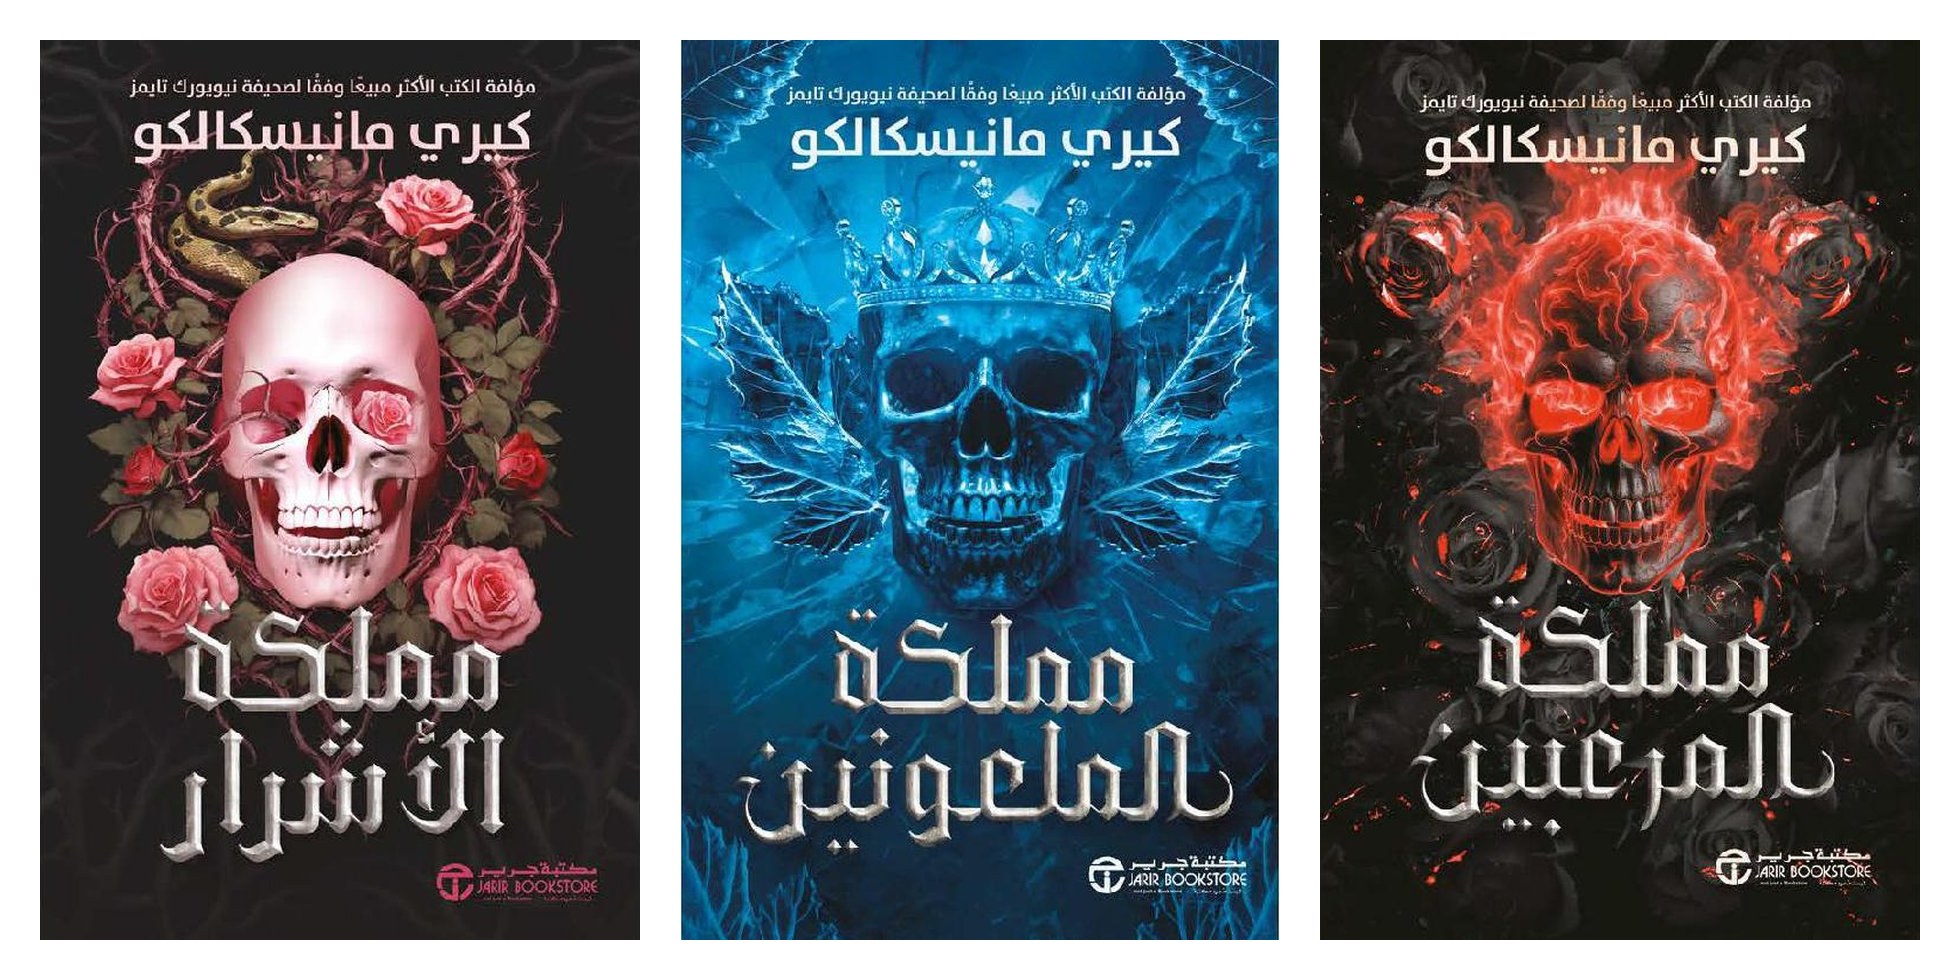 مؤلفة الكتب الأكثر مبيعًا وفقًا لصحيفة نيويورك تايمز
كيري مانيسكالكو
مملكة
الأشرار
مكتبة جرير
JARIR BOOKSTORE
مؤلفة الكتب الأكثر مبيعًا وفقًا لصحيفة نيويورك تايمز
كيري مانيسكالكو
مملكة
الملعونين
مكتبة جرير
JARIR BOOKSTORE
مؤلفة الكتب الأكثر مبيعًا وفقًا لصحيفة نيويورك تايمز
كيري مانيسكالكو
مملكة
المرعبين
مكتبة جرير
JARIR BOOKSTORE